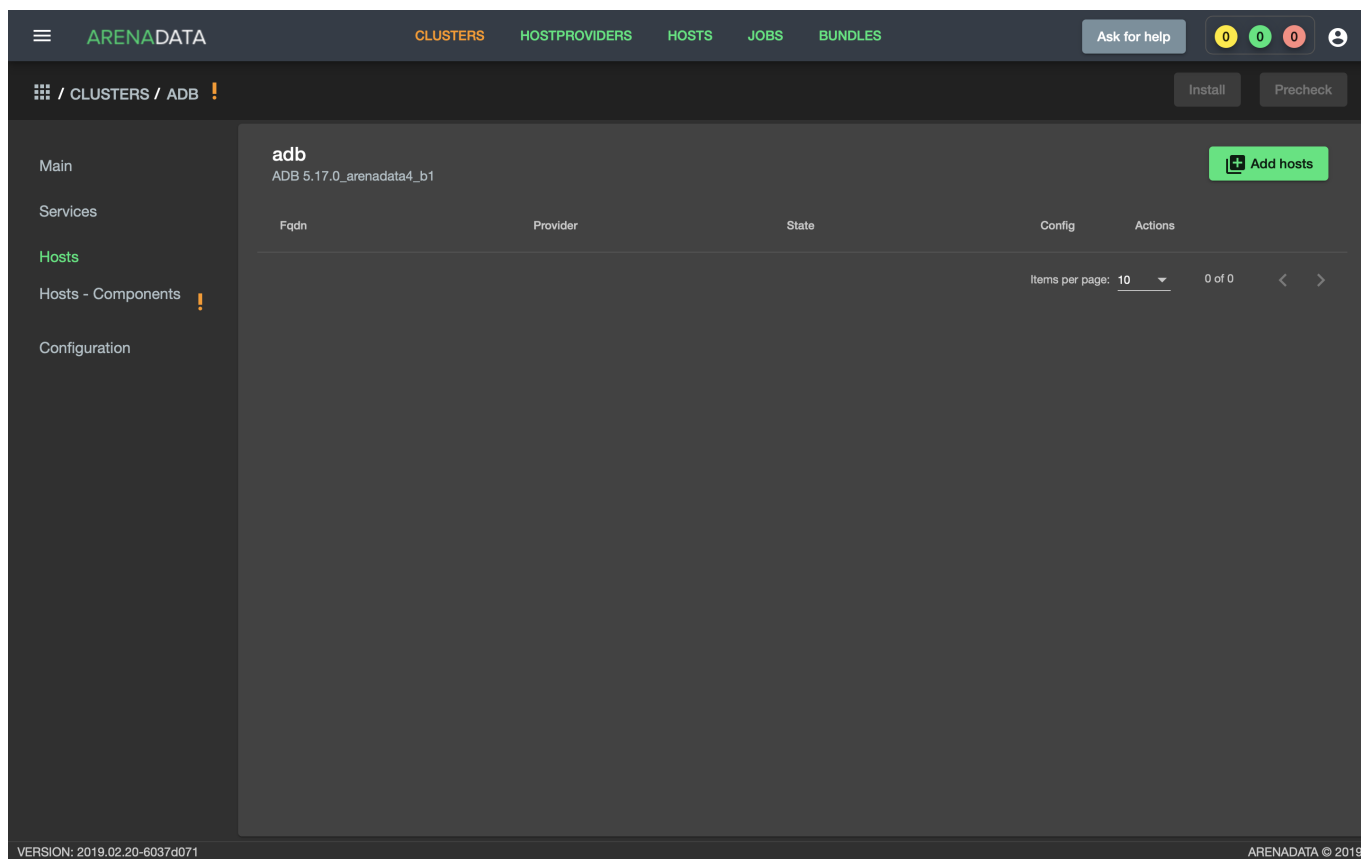 ARENADATA CLUSTERS HOSTPROVIDERS HOSTS JOBS BUNDLES Ask for help 0 0 0
/ CLUSTERS / ADB ! Install Precheck
Main
Services
Hosts
Hosts - Components !
Configuration
adb
ADB 5.17.0_arenadata4_b1
Add hosts
Fqdn Provider State Config Actions
Items per page: 10 0 of 0
VERSION: 2019.02.20-6037d071 ARENADATA © 2019